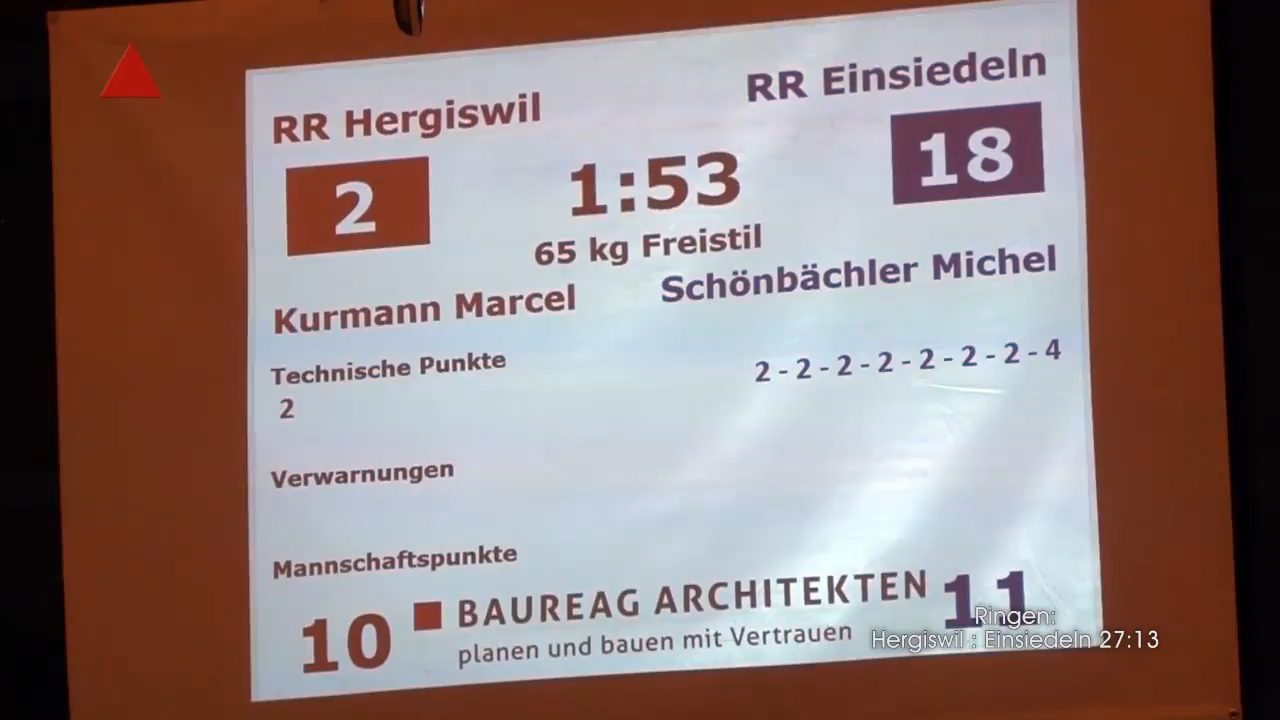 RR Hergiswil
RR Einsiedeln
2
1:53
18
65 kg Freistil
Kurmann Marcel
Schönbächler Michel
Technische Punkte
2
2 - 2 - 2 - 2 - 2 - 2 - 2 - 4
Verwarnungen
Mannschaftspunkte
10
BAUREAG ARCHITEKTEN
planen und bauen mit Vertrauen
11
Ringen:
Hergiswil : Einsiedeln 27:13